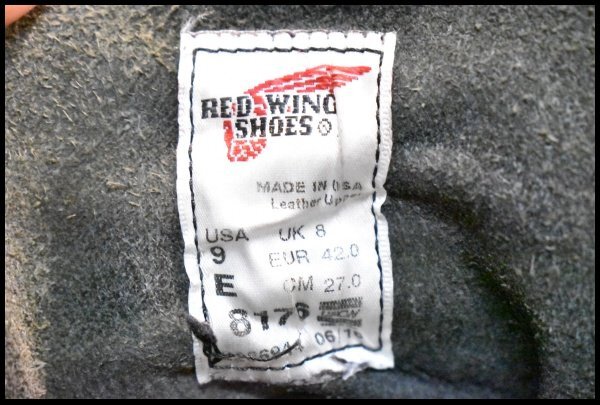 RED WING
SHOES ®
MADE IN USA
Leather Upper
USA UK 8
9 EUR 42.0
E CM 27.0
8176
06/15